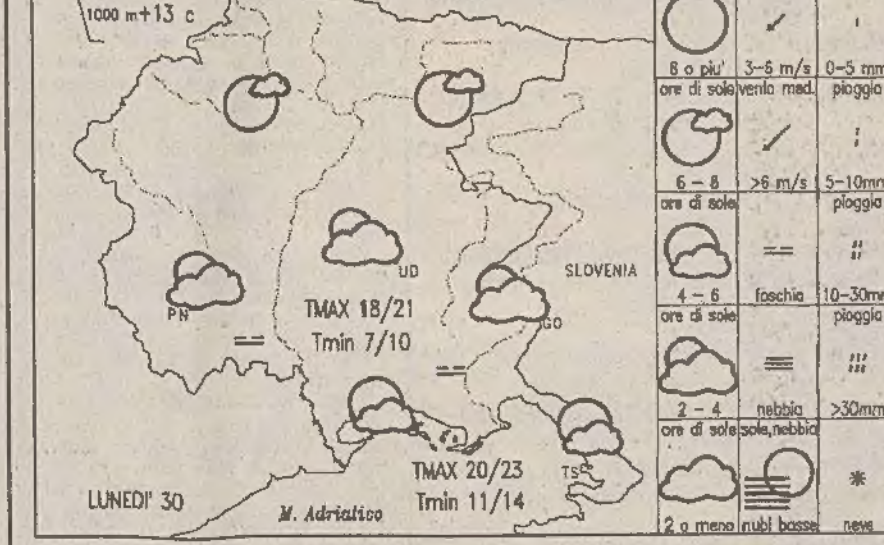 1000 m+13 c
UD
SLOVENIA
PN
TMAX 18/21
GO
Tmin 7/10
TMAX 20/23
TS
LUNEDI' 30
M. Adriatico
Tmin 11/14
8 o piu' 3-6 m/s 0-5 mm
ore di sole vento mod. pioggia
6 - 8 >6 m/s 5-10mm
ore di sole pioggia
4 - 6 foschia 10-30mm
ore di sole pioggia
2 - 4 nebbia >30mm
ore di sole sole,nebbia
2 o meno nubi basse neve